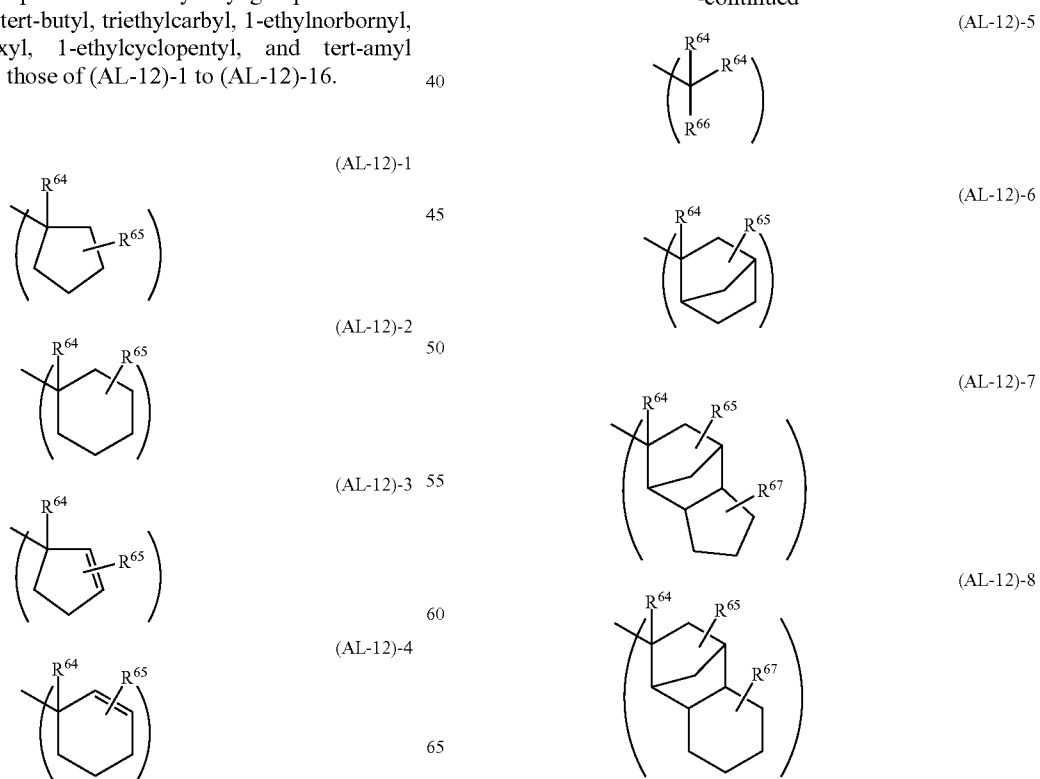 tert-butyl, triethylcarbyl, 1-ethylnorbornyl,
1-ethylcyclopentyl, and tert-amyl
those of (AL-12)-1 to (AL-12)-16.
40
(AL-12)-1
R64
45
R65
(AL-12)-2
50
R64
R65
(AL-12)-3
55
R64
R65
60
(AL-12)-4
R64
R65
65
-continued
(AL-12)-5
R64
R64
R66
(AL-12)-6
R64
R65
(AL-12)-7
R64
R65
R67
(AL-12)-8
R64
R65
R67